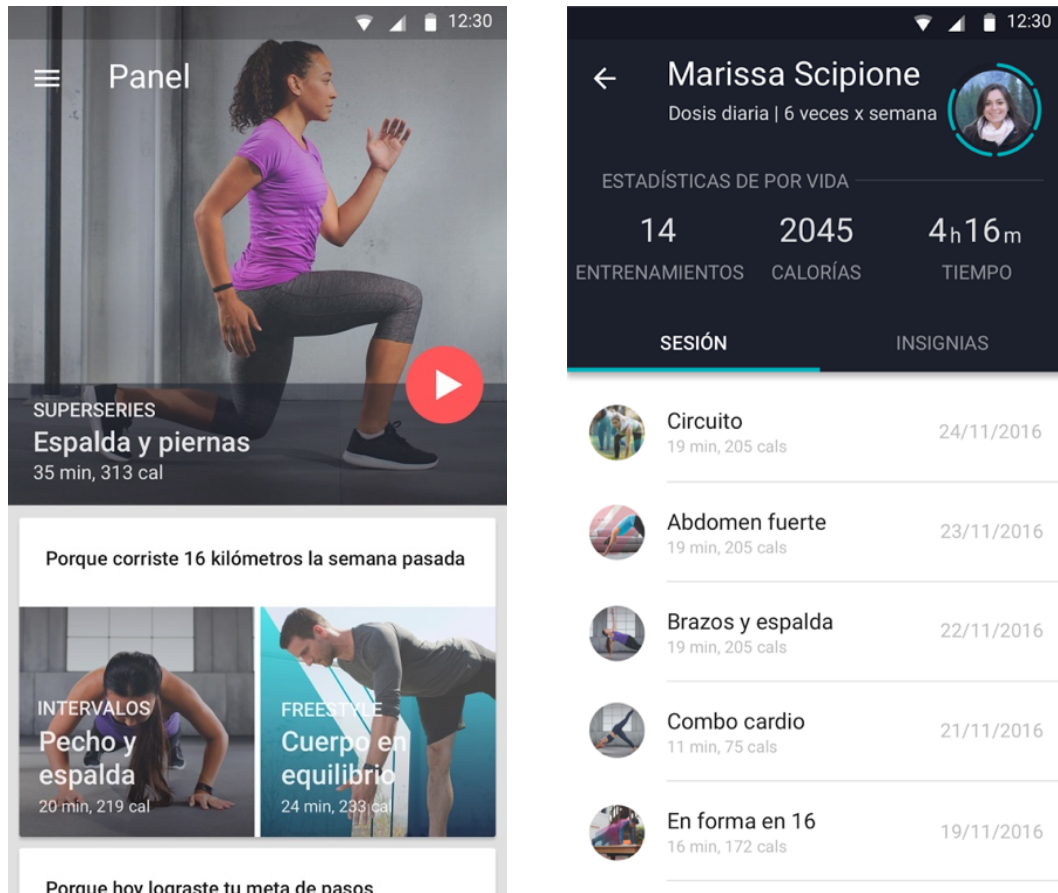 12:30
Panel
SUPERSERIES
Espalda y piernas
35 min, 313 cal
Porque corriste 16 kilómetros la semana pasada
INTERVALOS
Pecho y
espalda
20 min, 219 cal
FREESTYLE
Cuerpo en
equilibrio
24 min, 233 cal
Porque hoy lograste tu meta de pasos
12:30
Marissa Scipione
Dosis diaria | 6 veces x semana
ESTADÍSTICAS DE POR VIDA
14 2045 4h16m
ENTRENAMIENTOS CALORÍAS TIEMPO
SESIÓN INSIGNIAS
Circuito
19 min, 205 cals
24/11/2016
Abdomen fuerte
19 min, 205 cals
23/11/2016
Brazos y espalda
19 min, 205 cals
22/11/2016
Combo cardio
11 min, 75 cals
21/11/2016
En forma en 16
16 min, 172 cals
19/11/2016